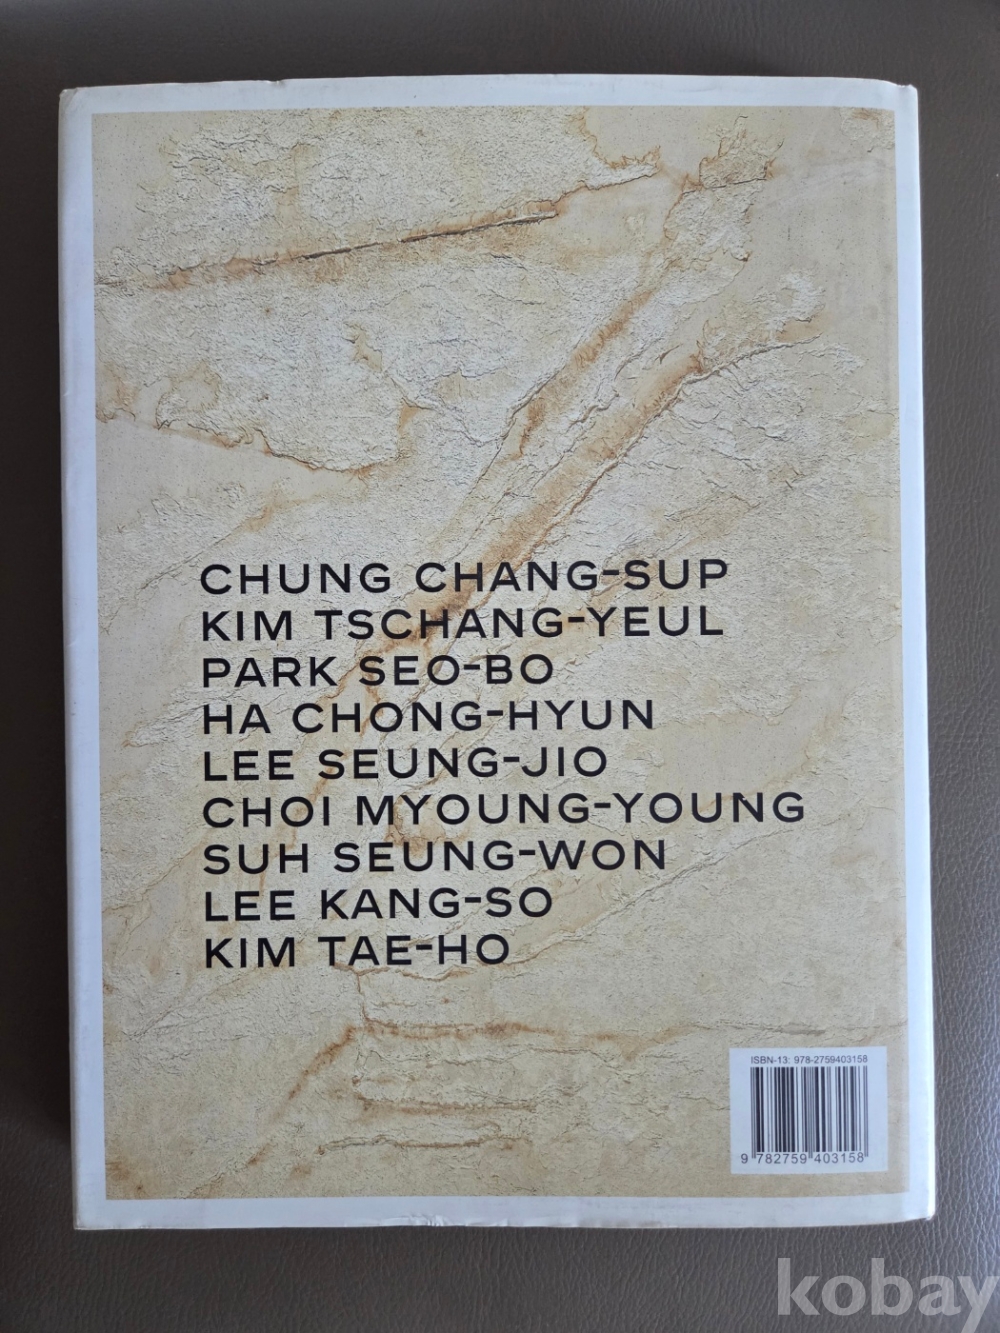 CHUNG CHANG-SUP
KIM TSCHANG-YEUL
PARK SEO-BO
HA CHONG-HYUN
LEE SEUNG-JIO
CHOI MYOUNG-YOUNG
SUH SEUNG-WON
LEE KANG-SO
KIM TAE-HO
ISBN-13: 978-2759403158
9 782759 403158
kobay